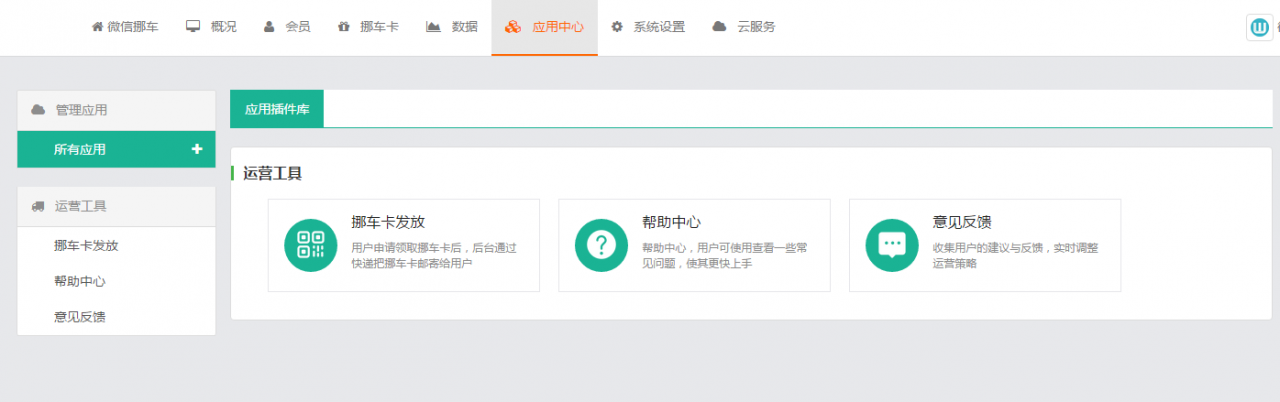 微信挪车 概况 会员 挪车卡 数据 应用中心 系统设置 云服务
管理应用
所有应用
运营工具
挪车卡发放
帮助中心
意见反馈
应用插件库
运营工具
挪车卡发放
用户申请领取挪车卡后，后台通过
快递把挪车卡邮寄给用户
帮助中心
帮助中心，用户可使用查看一些常
见问题，使其更快上手
意见反馈
收集用户的建议与反馈，实时调整
运营策略